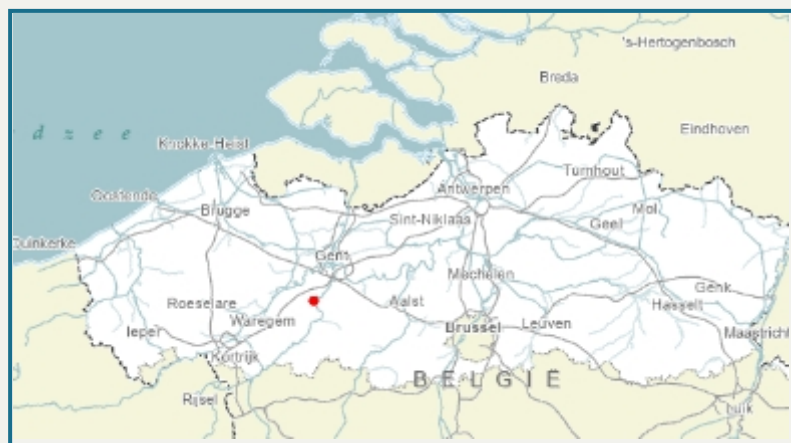 's-Hertogenbosch
Breda
d z e e
Eindhoven
Knokke-Heist
Turnhout
Antwerpen
Oostende
Mol
Brugge
Sint-Niklaas
Geel
Duinkerke
Gent
Mechelen
Genk
Roeselare
Aalst
Hasselt
Waregem
Ieper
Brussel
Leuven
Maastricht
Kortrijk
BELGIË
Rijsel
Luik